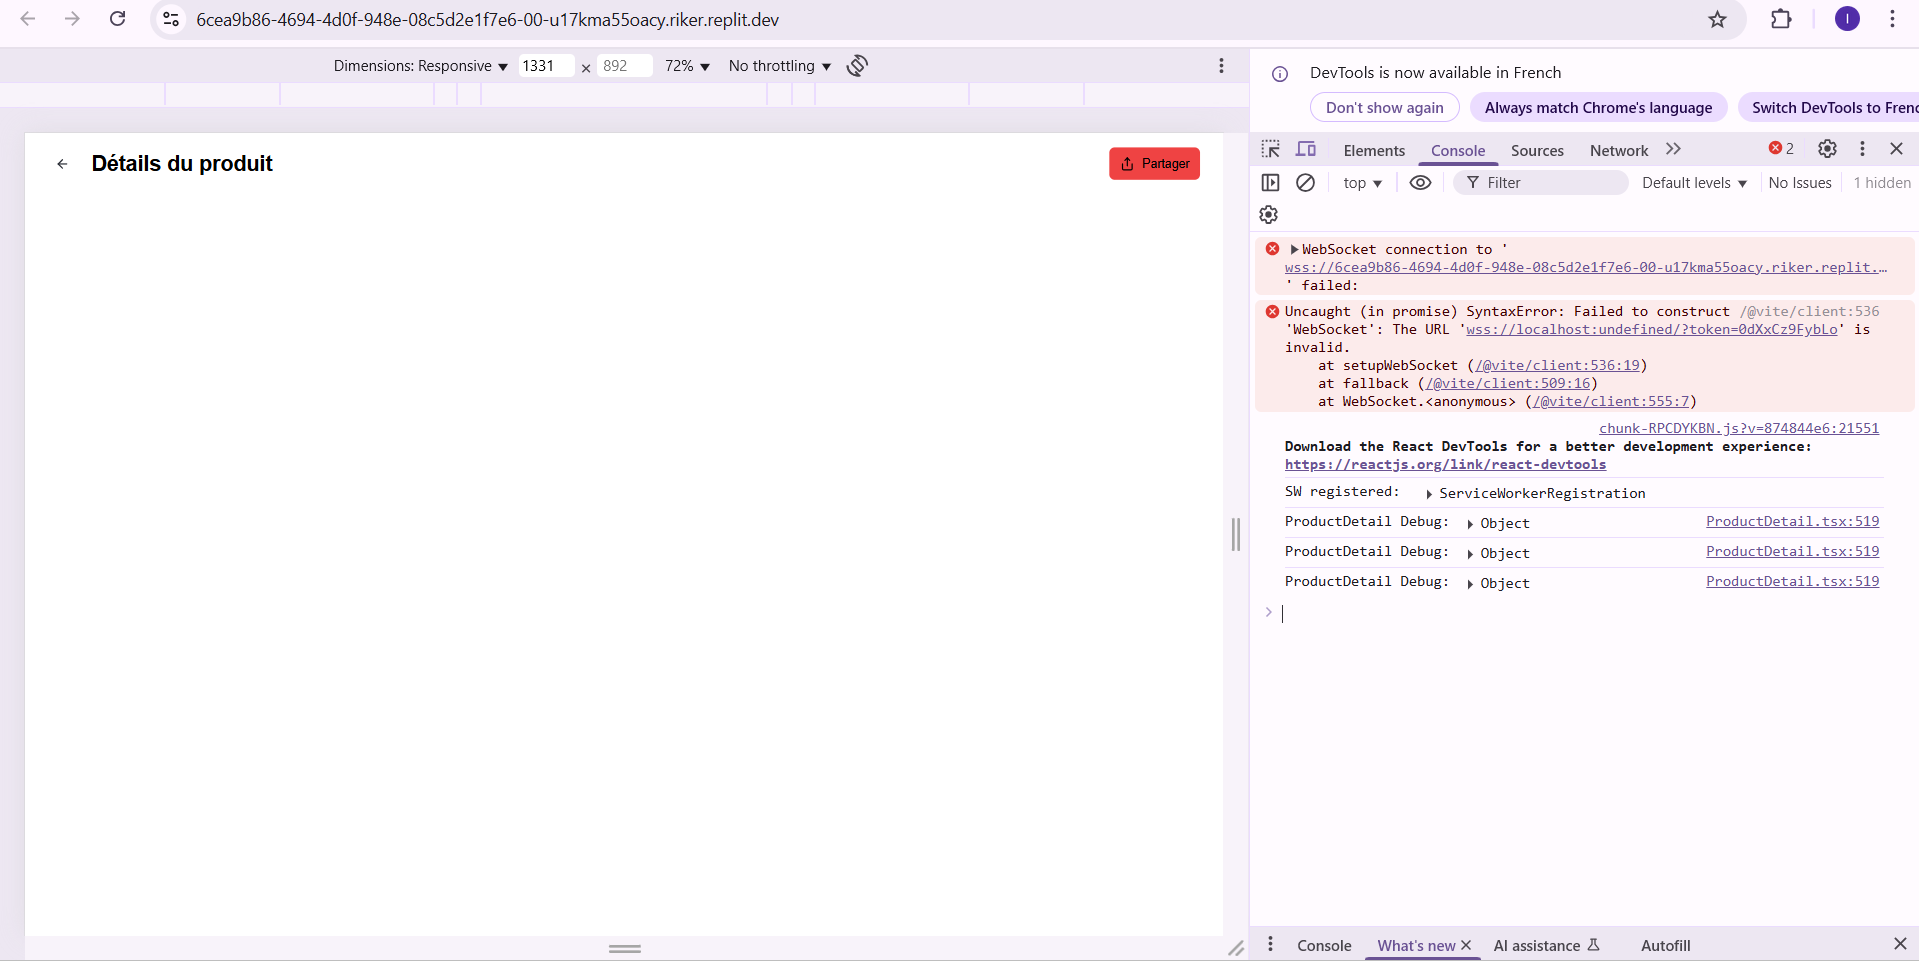 6cea9b86-4694-4d0f-948e-08c5d2e1f7e6-00-u17kma55oacy.riker.replit.dev
I
Dimensions: Responsive 1331 × 892 72% No throttling
Détails du produit
Partager
DevTools is now available in French
Don't show again Always match Chrome's language Switch DevTools to Frenc
Elements Console Sources Network 2
top Filter Default levels No Issues 1 hidden
WebSocket connection to '
wss://6cea9b86-4694-4d0f-948e-08c5d2e1f7e6-00-u17kma55oacy.riker.replit.…
' failed:
Uncaught (in promise) SyntaxError: Failed to construct /@vite/client:536
'WebSocket': The URL 'wss://localhost:undefined/?token=0dXxCz9FybLo' is
invalid.
at setupWebSocket (/@vite/client:536:19)
at fallback (/@vite/client:509:16)
at WebSocket.<anonymous> (/@vite/client:555:7)
chunk-RPCDYKBN.js?v=874844e6:21551
Download the React DevTools for a better development experience:
https://reactjs.org/link/react-devtools
SW registered: ServiceWorkerRegistration
ProductDetail Debug: Object ProductDetail.tsx:519
ProductDetail Debug: Object ProductDetail.tsx:519
ProductDetail Debug: Object ProductDetail.tsx:519
Console What's new AI assistance Autofill